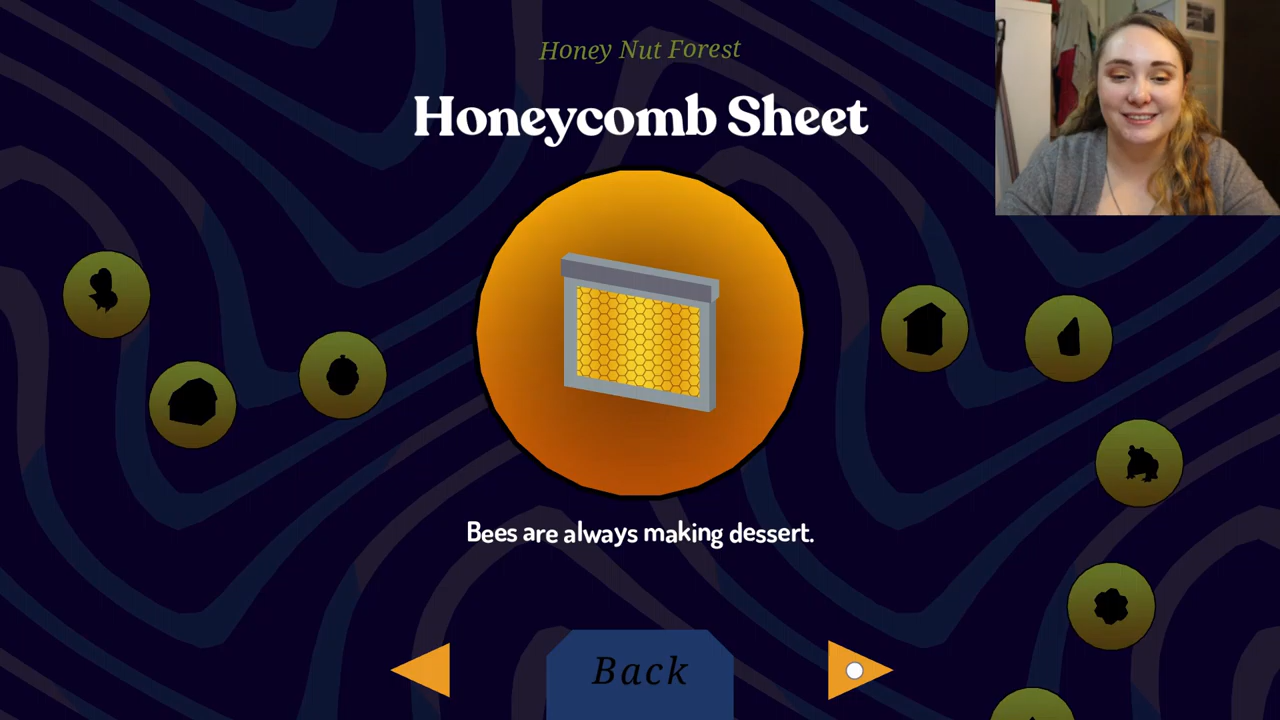 Honey Nut Forest
Honeycomb Sheet
Bees are always making dessert.
Back